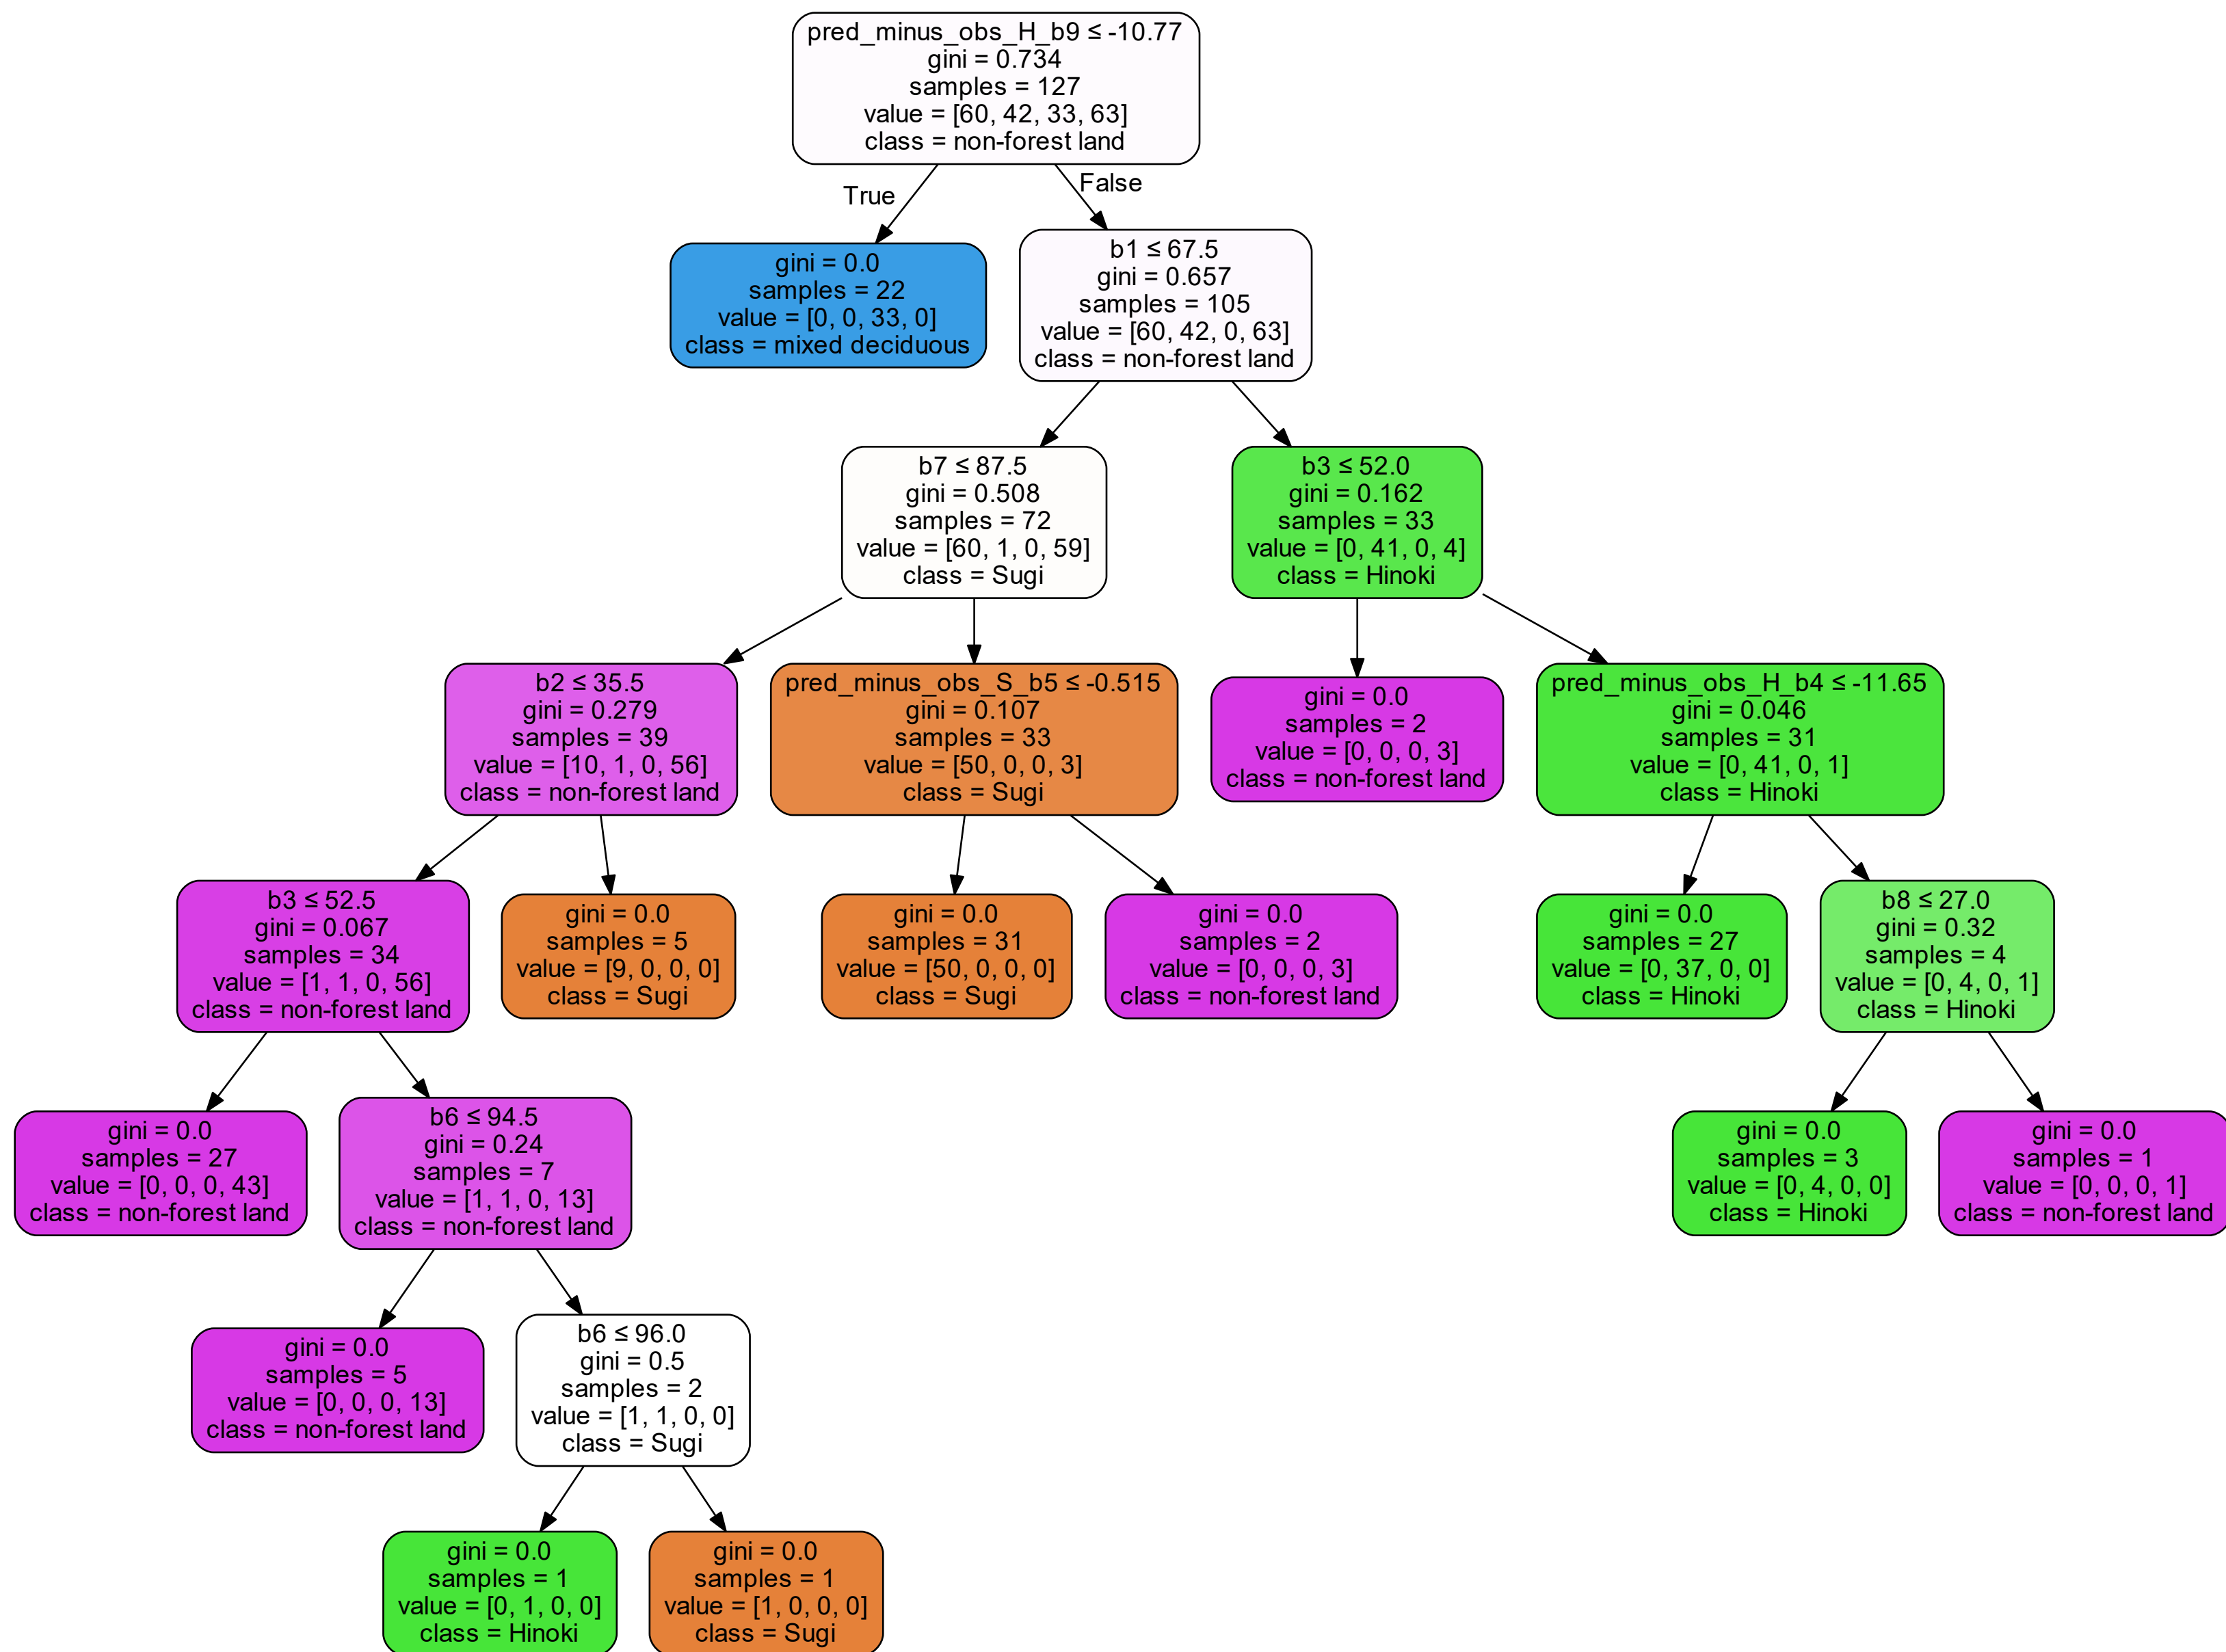 pred_minus_obs_H_b9 ≤ -10.77
gini = 0.734
samples = 127
value = [60, 42, 33, 63]
class = non-forest land
True
False
gini = 0.0
samples = 22
value = [0, 0, 33, 0]
class = mixed deciduous
b1 ≤ 67.5
gini = 0.657
samples = 105
value = [60, 42, 0, 63]
class = non-forest land
b7 ≤ 87.5
gini = 0.508
samples = 72
value = [60, 1, 0, 59]
class = Sugi
b3 ≤ 52.0
gini = 0.162
samples = 33
value = [0, 41, 0, 4]
class = Hinoki
b2 ≤ 35.5
gini = 0.279
samples = 39
value = [10, 1, 0, 56]
class = non-forest land
pred_minus_obs_S_b5 ≤ -0.515
gini = 0.107
samples = 33
value = [50, 0, 0, 3]
class = Sugi
gini = 0.0
samples = 2
value = [0, 0, 0, 3]
class = non-forest land
pred_minus_obs_H_b4 ≤ -11.65
gini = 0.046
samples = 31
value = [0, 41, 0, 1]
class = Hinoki
b3 ≤ 52.5
gini = 0.067
samples = 34
value = [1, 1, 0, 56]
class = non-forest land
gini = 0.0
samples = 5
value = [9, 0, 0, 0]
class = Sugi
gini = 0.0
samples = 31
value = [50, 0, 0, 0]
class = Sugi
gini = 0.0
samples = 2
value = [0, 0, 0, 3]
class = non-forest land
gini = 0.0
samples = 27
value = [0, 37, 0, 0]
class = Hinoki
b8 ≤ 27.0
gini = 0.32
samples = 4
value = [0, 4, 0, 1]
class = Hinoki
gini = 0.0
samples = 27
value = [0, 0, 0, 43]
class = non-forest land
b6 ≤ 94.5
gini = 0.24
samples = 7
value = [1, 1, 0, 13]
class = non-forest land
gini = 0.0
samples = 3
value = [0, 4, 0, 0]
class = Hinoki
gini = 0.0
samples = 1
value = [0, 0, 0, 1]
class = non-forest land
gini = 0.0
samples = 5
value = [0, 0, 0, 13]
class = non-forest land
b6 ≤ 96.0
gini = 0.5
samples = 2
value = [1, 1, 0, 0]
class = Sugi
gini = 0.0
samples = 1
value = [0, 1, 0, 0]
class = Hinoki
gini = 0.0
samples = 1
value = [1, 0, 0, 0]
class = Sugi